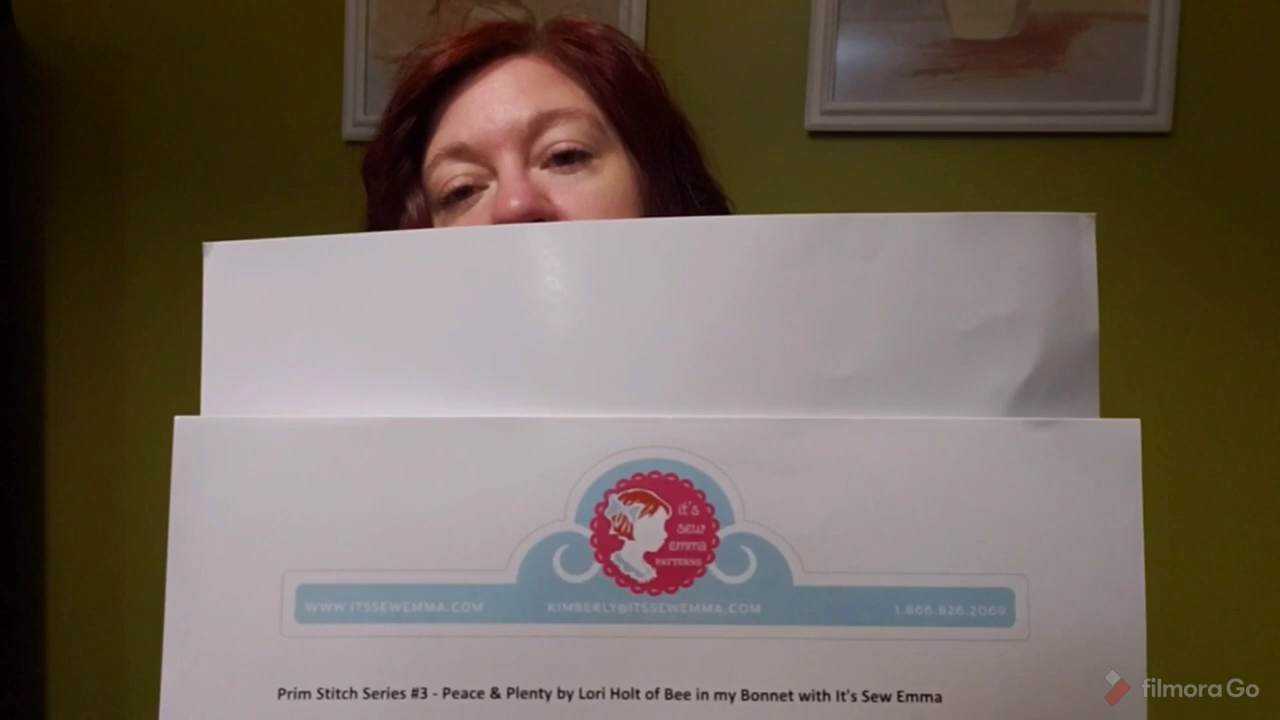 it's
sew
emma
PATTERNS
WWW.ITSSEWEMMA.COM KIMBERLY@ITSSEWEMMA.COM 1.866.826.2069
Prim Stitch Series #3 - Peace & Plenty by Lori Holt of Bee in my Bonnet with It's Sew Emma
filmoraGo